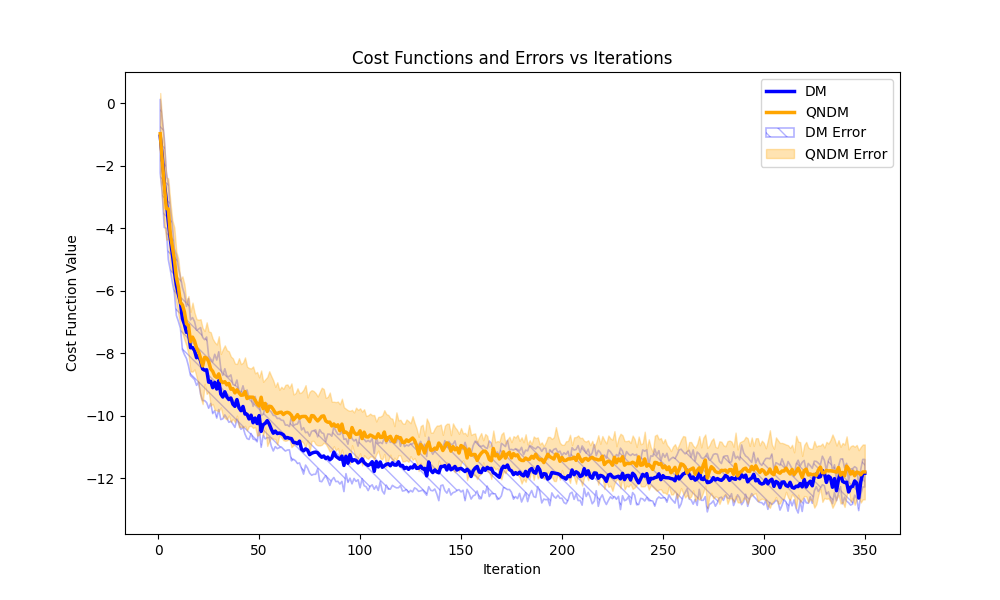 Cost Functions and Errors vs Iterations
DM
QNDM
DM Error
QNDM Error
Cost Function Value
0
−2
−4
−6
−8
−10
−12
0 50 100 150 200 250 300 350
Iteration